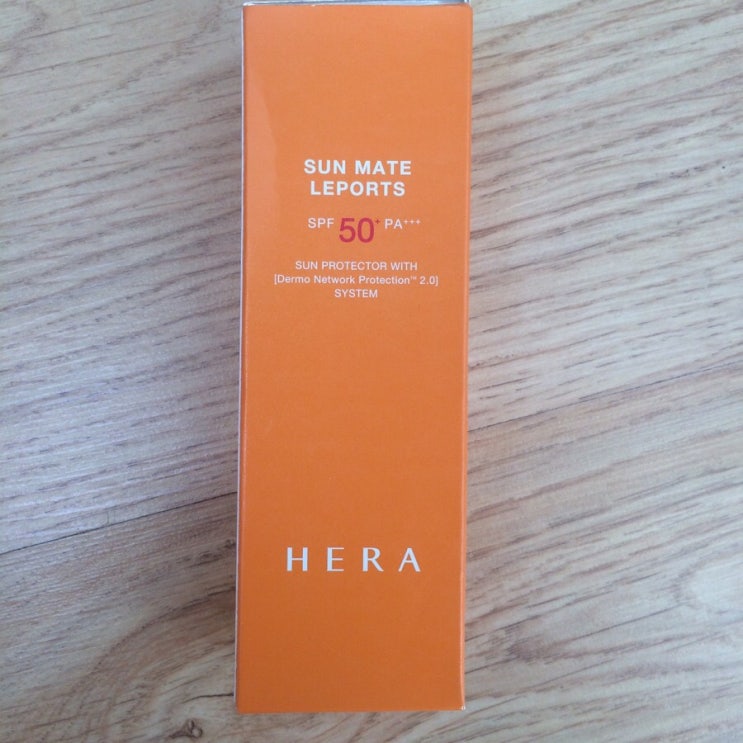 SUN MATE
LEPORTS
SPF 50+ PA+++
SUN PROTECTOR WITH
[Dermo Network Protection™ 2.0]
SYSTEM
HERA